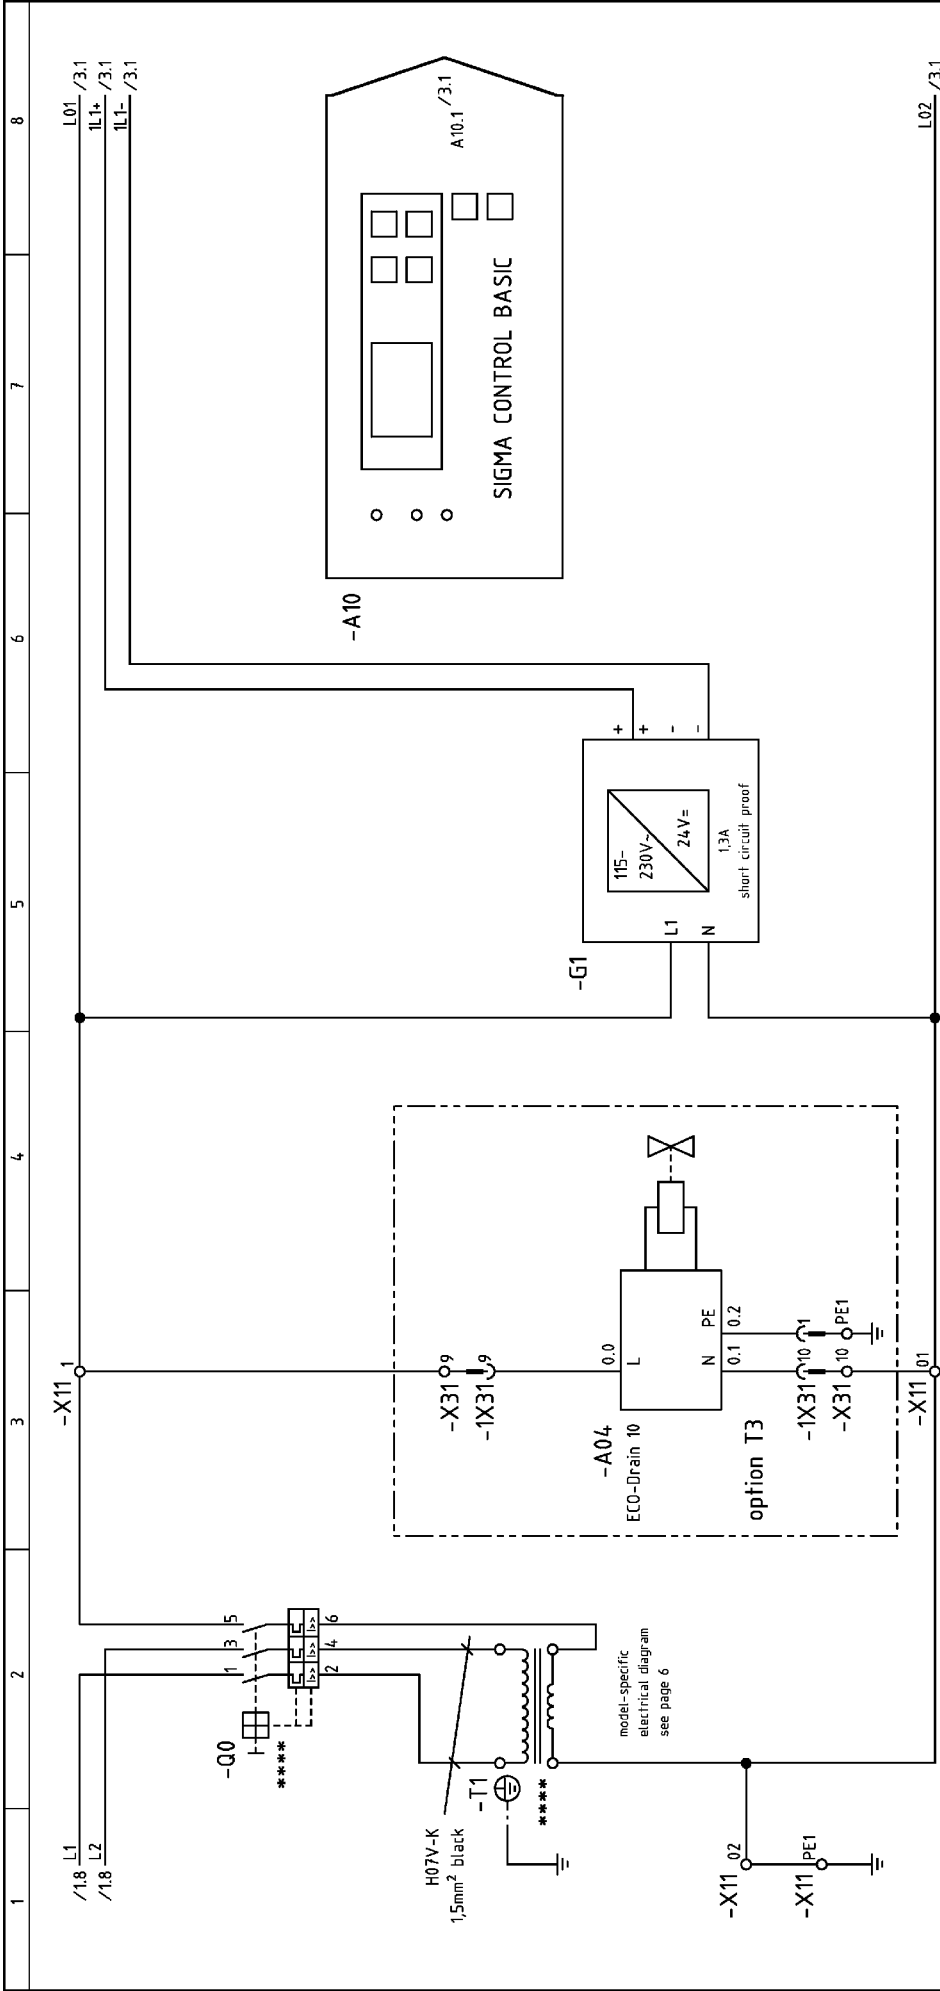 1
2
3
4
5
6
7
8
/1.8 L1
/1.8 L2
-Q0
****
1
3
5
2
4
6
I>>
I>>
I>>
H07V-K
1,5mm² black
-T1
****
model-specific
electrical diagram
see page 6
-X11 02
-X11 PE1
-X11 1
-X31 9
-1X31 9
-A04
ECO-Drain 10
0.0
L
N
PE
0.1
0.2
option T3
-1X31 10
1
-X31 10
PE1
-X11 01
-G1
L1
N
115-
230V~
24V=
1,3A
short circuit proof
+
+
-
-
-A10
SIGMA CONTROL BASIC
A10.1 /3.1
L01 /3.1
1L1+ /3.1
1L1- /3.1
L02 /3.1